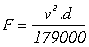 F = v².d / 179000